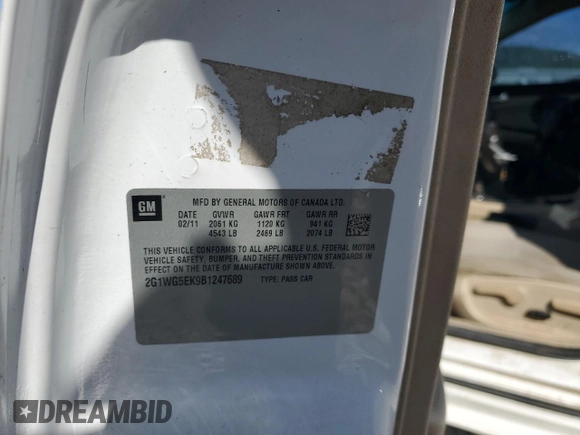 GM
MFD BY GENERAL MOTORS OF CANADA LTD.
DATE GVWR GAWR FRT GAWR RR
02/11 2061 KG 1120 KG 941 KG
4543 LB 2469 LB 2074 LB
THIS VEHICLE CONFORMS TO ALL APPLICABLE U.S. FEDERAL MOTOR
VEHICLE SAFETY, BUMPER, AND THEFT PREVENTION STANDARDS
IN EFFECT ON THE DATE OF MANUFACTURE SHOWN ABOVE.
2G1WG5EK9B1247689 TYPE: PASS CAR
DREAMBID